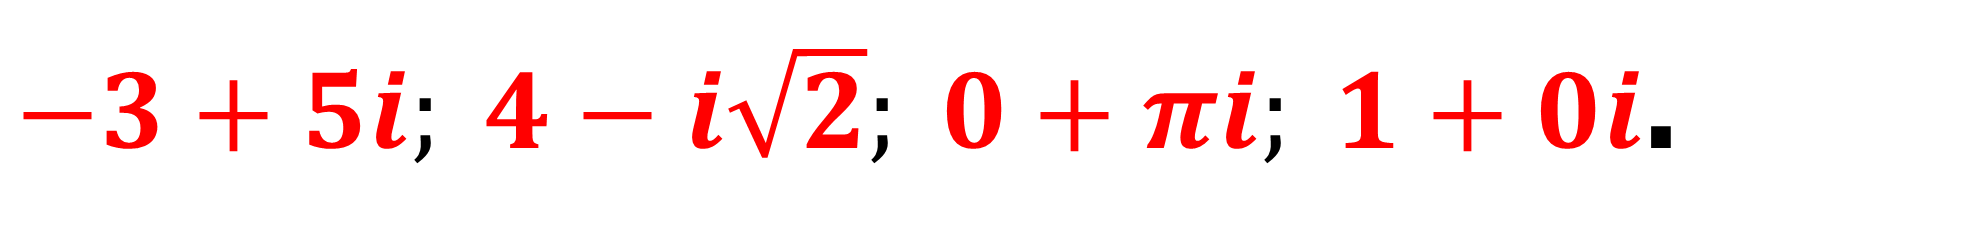 −3 + 5i; 4 − i√2; 0 + πi; 1 + 0i.